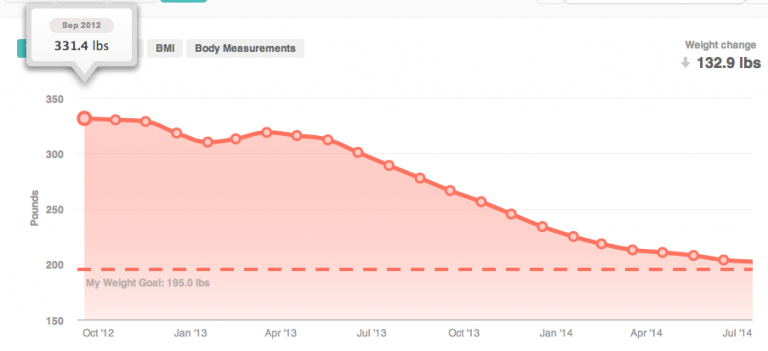 Sep 2012
331.4 lbs
BMI
Body Measurements
Weight change
132.9 lbs
350
300
250
200
150
Pounds
My Weight Goal: 195.0 lbs
Oct '12
Jan '13
Apr '13
Jul '13
Oct '13
Jan '14
Apr '14
Jul '14